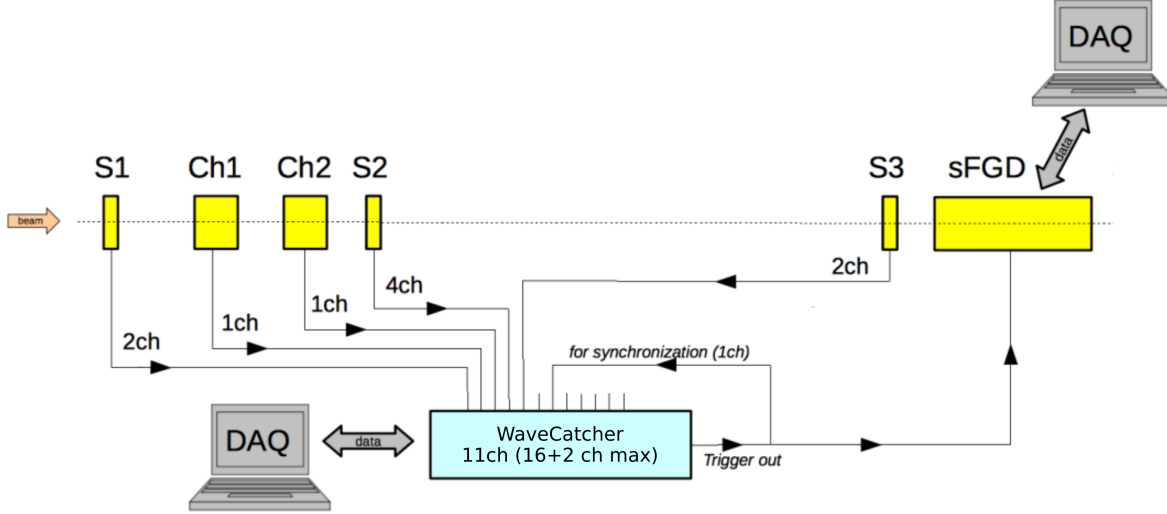 DAQ
S1
Ch1
Ch2
S2
S3
sFGD
data
beam
2ch
4ch
1ch
1ch
2ch
for synchronization (1ch)
DAQ
data
WaveCatcher
11ch (16+2 ch max)
Trigger out